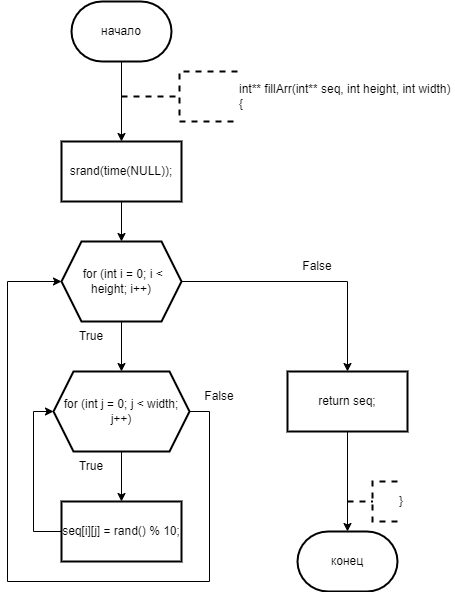 начало
int** fillArr(int** seq, int height, int width)
{
srand(time(NULL));
for (int i = 0; i <
height; i++)
False
True
for (int j = 0; j < width;
j++)
False
return seq;
True
seq[i][j] = rand() % 10;
}
конец